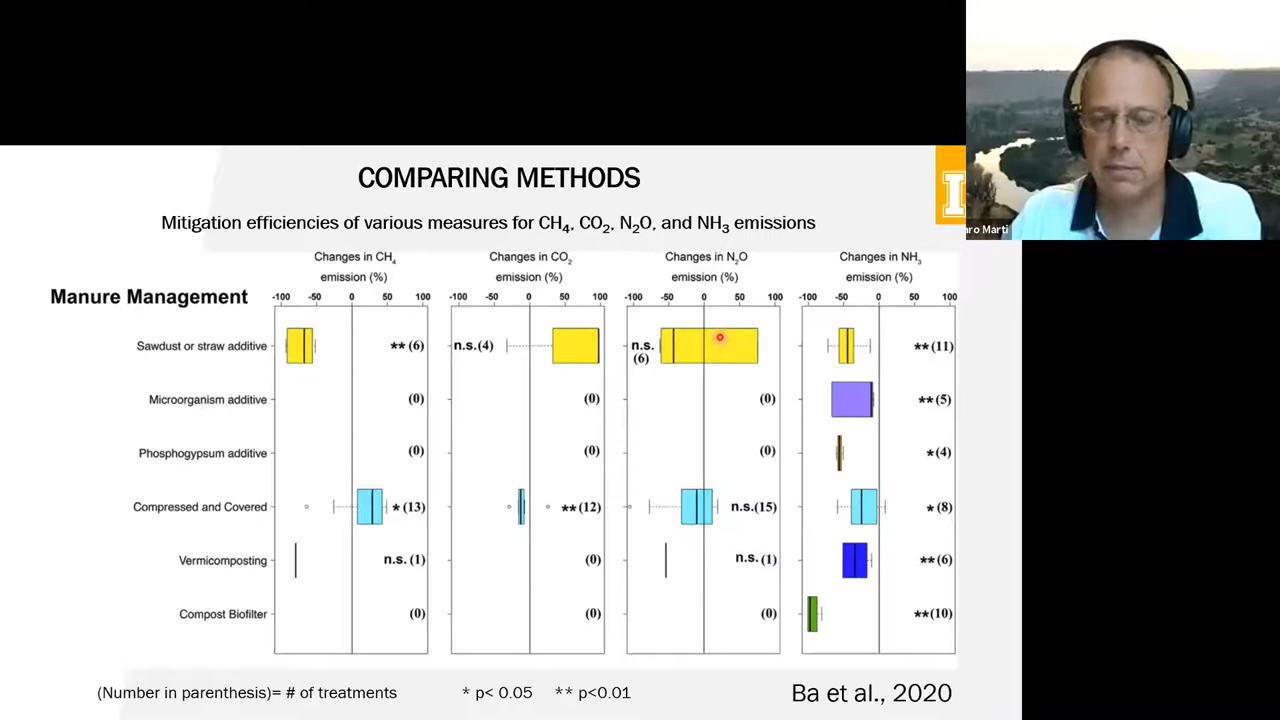 COMPARING METHODS
Mitigation efficiencies of various measures for CH₄, CO₂, N₂O, and NH₃ emissions
I
aro Marti
Changes in CH₄ emission (%)
Changes in CO₂ emission (%)
Changes in N₂O emission (%)
Changes in NH₃ emission (%)
Manure Management
-100 -50 0 50 100
-100 -50 0 50 100
-100 -50 0 50 100
-100 -50 0 50 100
Sawdust or straw additive ** (6) n.s. (4) n.s. (6) ** (11)
Microorganism additive (0) (0) (0) ** (5)
Phosphogypsum additive (0) (0) (0) * (4)
Compressed and Covered * (13) ** (12) n.s. (15) * (8)
Vermicomposting n.s. (1) (0) n.s. (1) ** (6)
Compost Biofilter (0) (0) (0) ** (10)
(Number in parenthesis)= # of treatments * p< 0.05 ** p<0.01
Ba et al., 2020